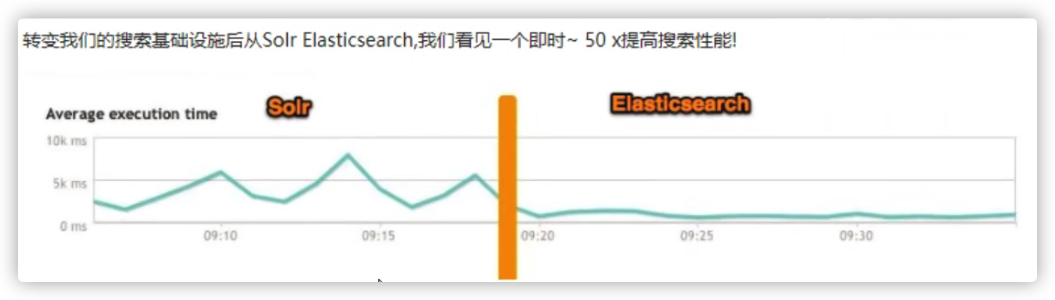 转变我们的搜索基础设施后从Solr Elasticsearch,我们看见一个即时~ 50 x提高搜索性能!
Solr
Elasticsearch
Average execution time
10k ms
5k ms
0 ms
09:10
09:15
09:20
09:25
09:30